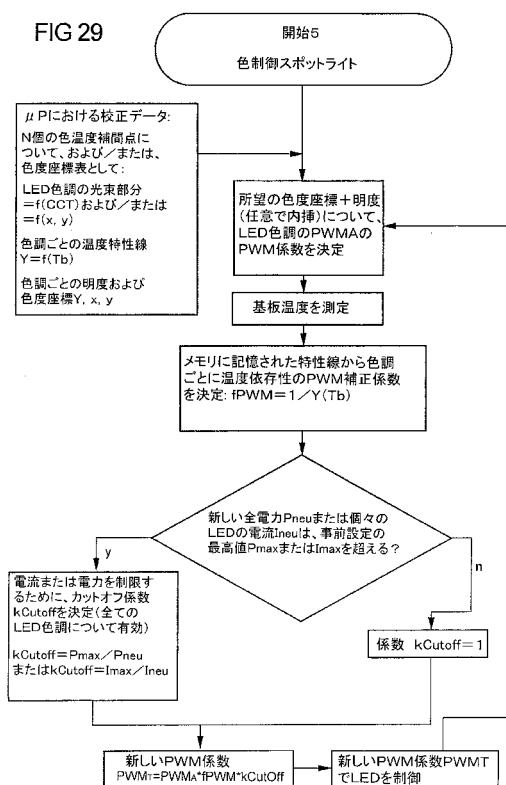 FIG 29
開始5
色制御スポットライト
μPにおける校正データ:
N個の色温度補間点に
ついて、および／または、
色度座標表として:
LED色調の光束部分
=f(CCT)および／または
=f(x, y)
色調ごとの温度特性線
Y=f(Tb)
色調ごとの明度および
色度座標Y, x, y
所望の色度座標＋明度
(任意で内挿)について、
LED色調のPWMAの
PWM係数を決定
基板温度を測定
メモリに記憶された特性線から色調
ごとに温度依存性のPWM補正係数
を決定: fPWM=1／Y(Tb)
新しい全電力Pneuまたは個々の
LEDの電流Ineuは、事前設定の
最高値PmaxまたはImaxを超える？
y
n
電流または電力を制限す
るために、カットオフ係数
kCutoffを決定(全ての
LED色調について有効)
kCutoff=Pmax／Pneu
またはkCutoff=Imax／Ineu
係数 kCutoff=1
新しいPWM係数
PWMT=PWMA*fPWM*kCutOff
新しいPWM係数PWMT
でLEDを制御